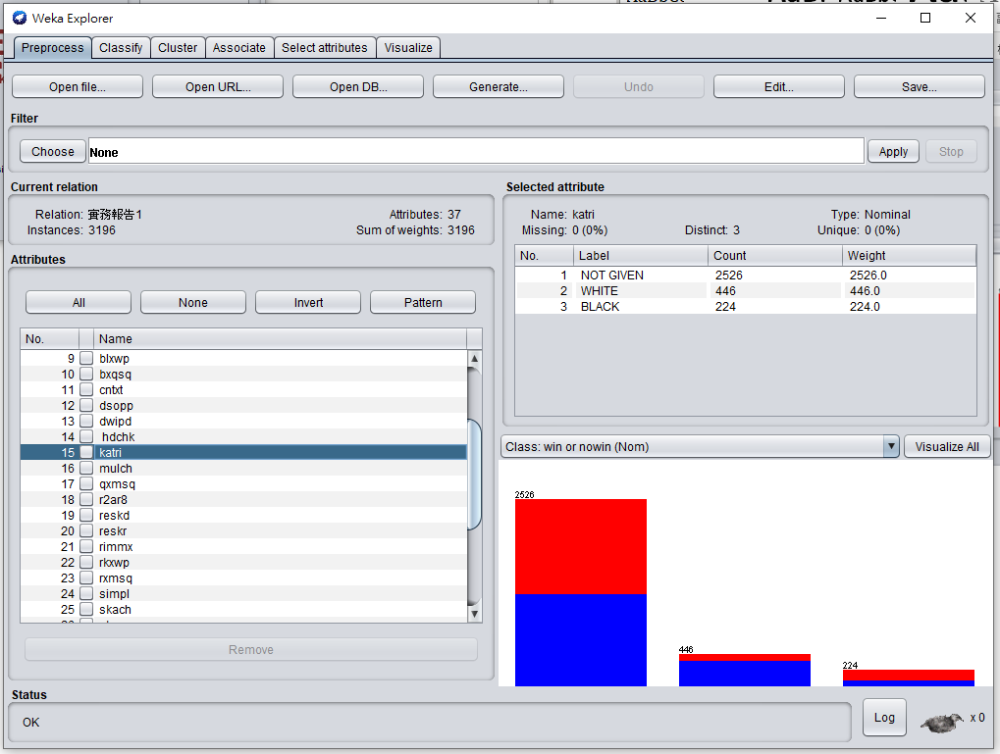 Weka Explorer
Preprocess Classify Cluster Associate Select attributes Visualize
Open file... Open URL... Open DB... Generate... Undo Edit... Save...
Filter
Choose None Apply Stop
Current relation
Relation: 實務報告1 Attributes: 37
Instances: 3196 Sum of weights: 3196
Attributes
All None Invert Pattern
No. Name
9 blxwp
10 bxqsq
11 cntxt
12 dsopp
13 dwipd
14 hdchk
15 katri
16 mulch
17 qxmsq
18 r2ar8
19 reskd
20 reskr
21 rimmx
22 rkxwp
23 rxmsq
24 simpl
25 skach
Remove
Selected attribute
Name: katri Type: Nominal
Missing: 0 (0%) Distinct: 3 Unique: 0 (0%)
No. Label Count Weight
1 NOT GIVEN 2526 2526.0
2 WHITE 446 446.0
3 BLACK 224 224.0
Class: win or nowin (Nom) Visualize All
2526
446
224
Status
OK
Log x 0